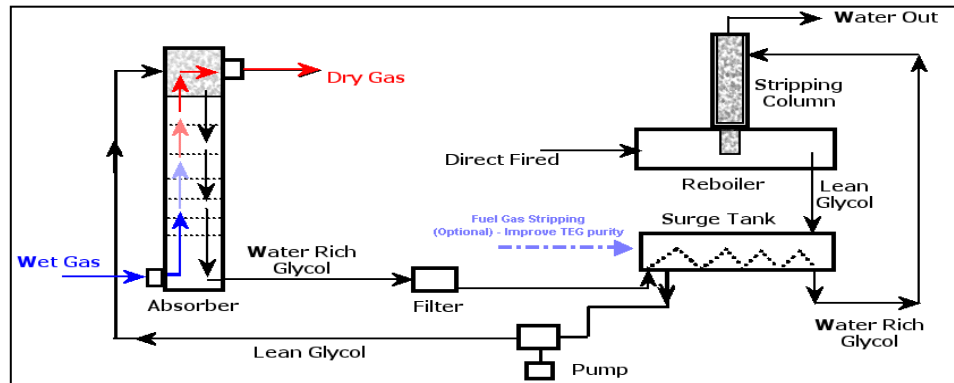 Water Out
Dry Gas
Stripping
Column
Direct Fired
Reboiler
Lean
Glycol
Fuel Gas Stripping
(Optional) - Improve TEG purity
Surge Tank
Wet Gas
Water Rich
Glycol
Absorber
Filter
Water Rich
Glycol
Lean Glycol
Pump